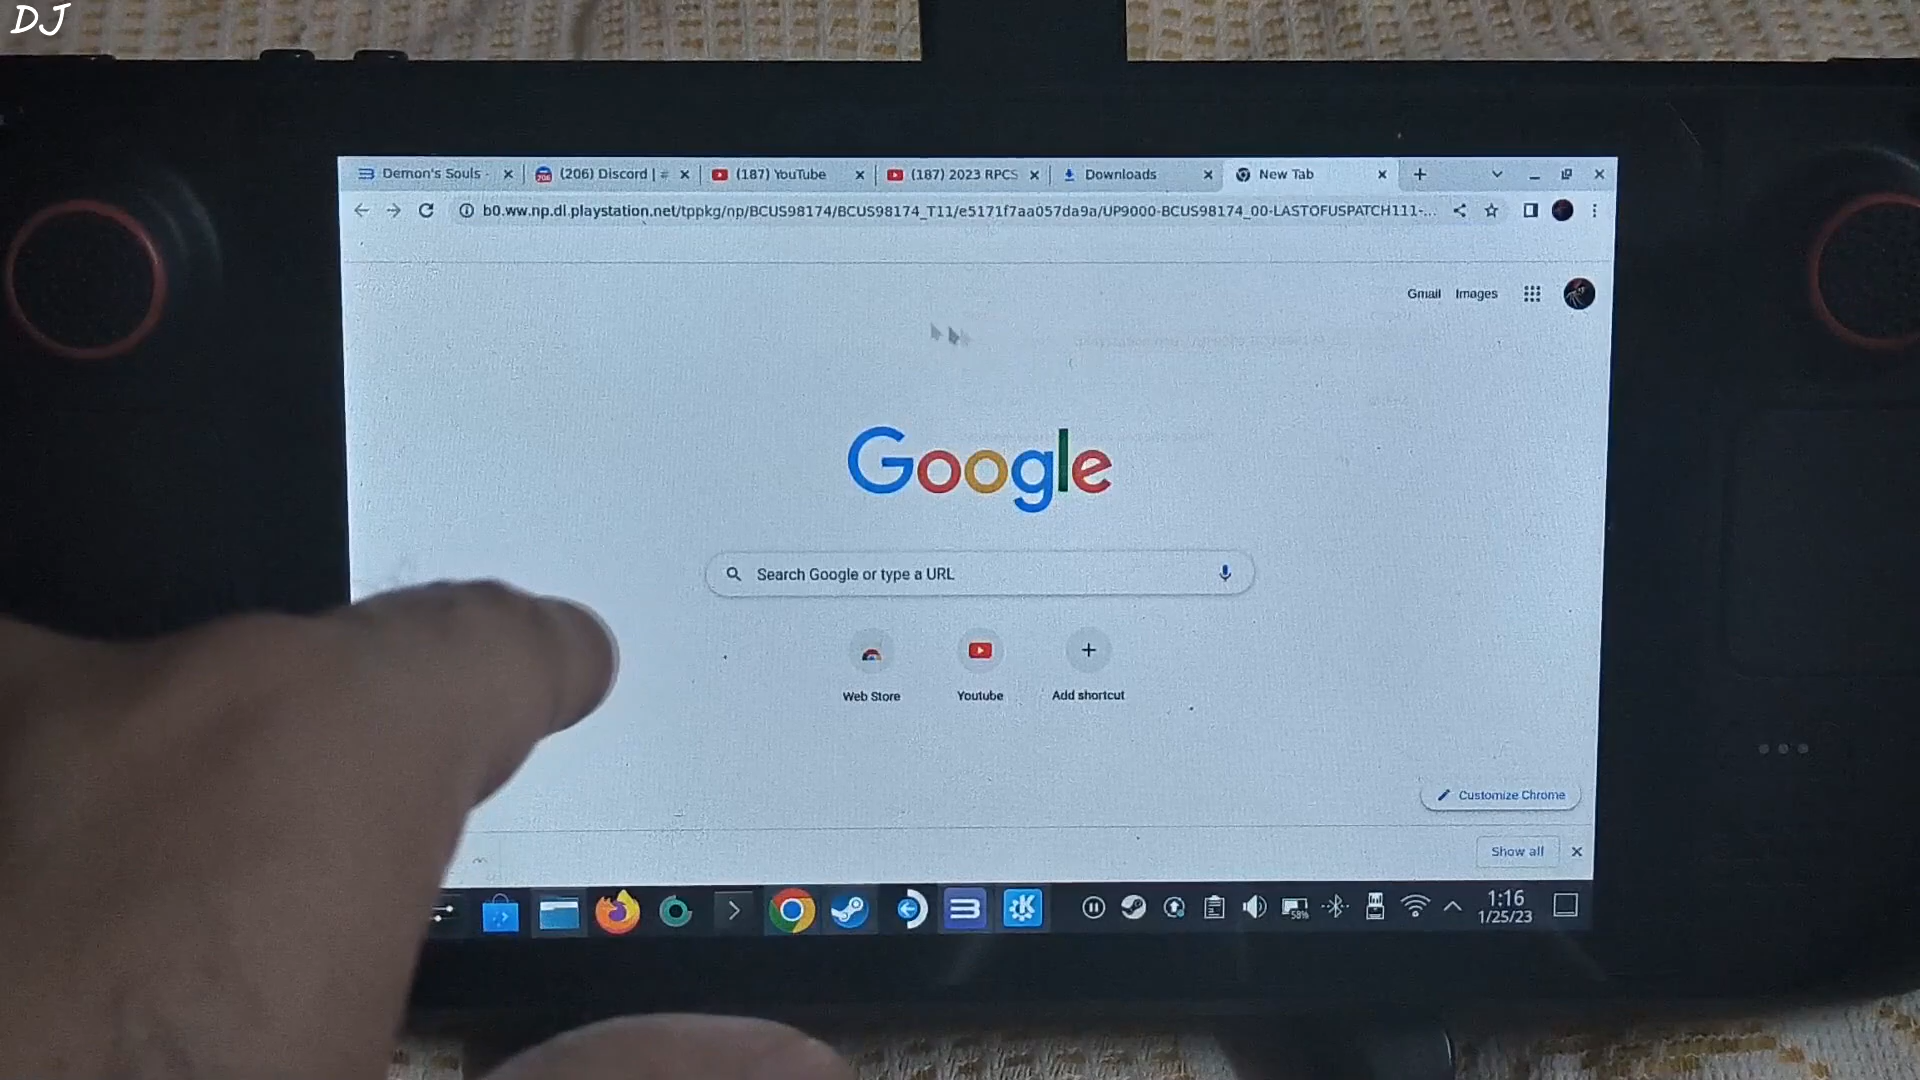 DJ
Demon's Souls -
(206) Discord | #
(187) YouTube
(187) 2023 RPCS
Downloads
New Tab
b0.ww.np.dl.playstation.net/tppkg/np/BCUS98174/BCUS98174_T11/e5171f7aa057da9a/UP9000-BCUS98174_00-LASTOFUSPATCH111-...
Gmail Images
Google
Search Google or type a URL
Web Store
Youtube
Add shortcut
Customize Chrome
Show all
58%
1:16
1/25/23